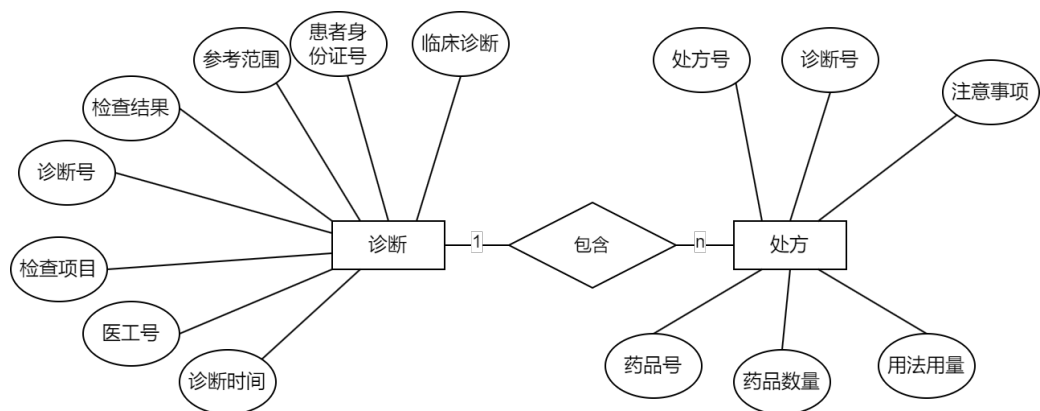 患者身
份证号
临床诊断
参考范围
处方号
诊断号
检查结果
注意事项
诊断号
诊断
1
包含
n
处方
检查项目
医工号
诊断时间
药品号
药品数量
用法用量